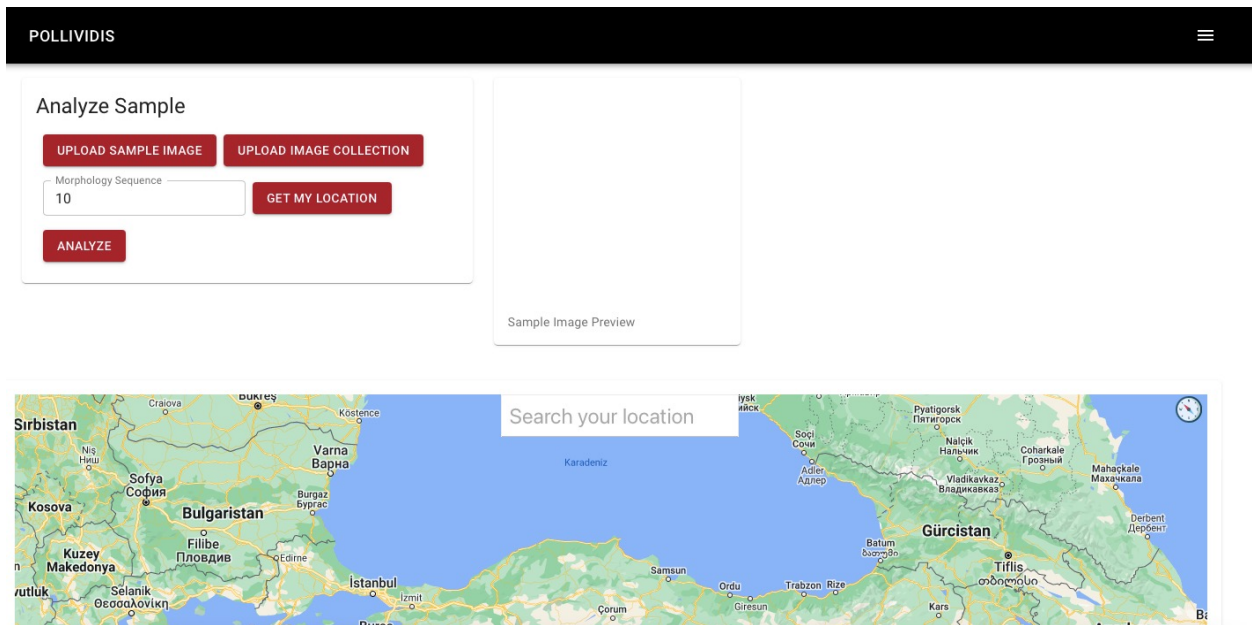 POLLIVIDIS
Analyze Sample
UPLOAD SAMPLE IMAGE
UPLOAD IMAGE COLLECTION
Morphology Sequence
10
GET MY LOCATION
ANALYZE
Sample Image Preview
Search your location
Craiova
Bükreş
Köstence
Sırbistan
Niş
Ниш
Varna
Варна
Sofya
София
Burgaz
Бургас
Kosova
Bulgaristan
Filibe
Пловдив
Kuzey
Makedonya
Edirne
Selanik
Θεσσαλονίκη
İstanbul
İzmit
Karadeniz
Soçi
Сочи
Adler
Адлер
Pyatigorsk
Пятигорск
Nalçik
Нальчик
Coharkale
Грозный
Vladikavkaz
Владикавказ
Mahaçkale
Махачкала
Derbent
Дербент
Gürcistan
Batum
ბათუმი
Tiflis
თბილისი
Samsun
Ordu
Giresun
Trabzon
Rize
Çorum
Kars